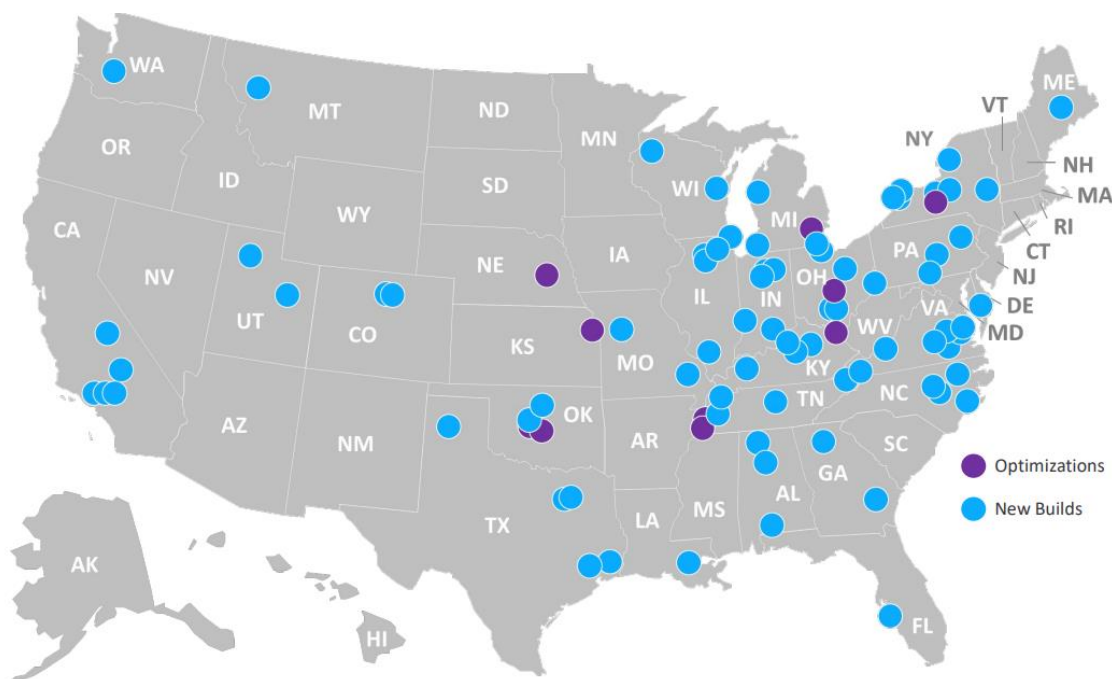 WA
MT
ND
MN
ME
VT
NY
OR
ID
SD
WI
MI
NH
MA
WY
RI
CA
IA
PA
CT
NE
NV
OH
NJ
IL
IN
UT
CO
DE
VA
WV
MD
KS
MO
KY
NC
TN
OK
AZ
NM
AR
SC
GA
Optimizations
MS
AL
New Builds
TX
LA
AK
FL
HI